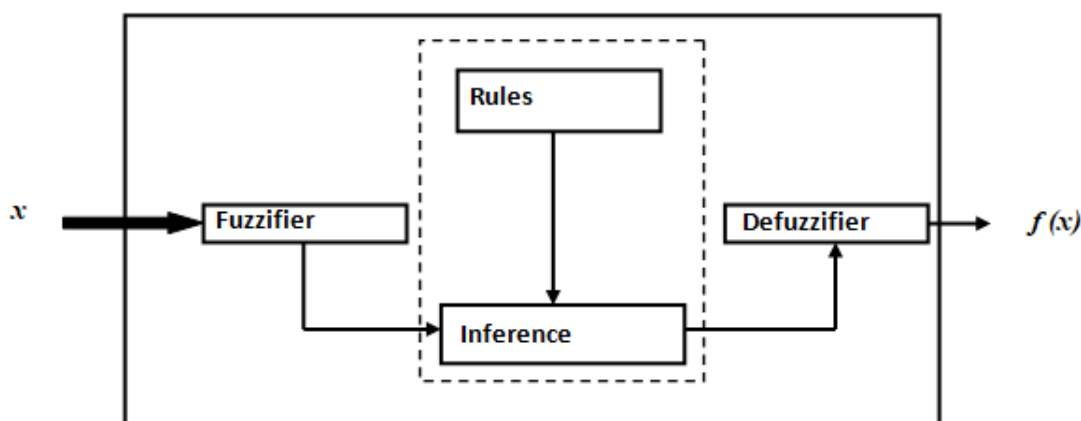 Rules
x
Fuzzifier
Defuzzifier
f (x)
Inference